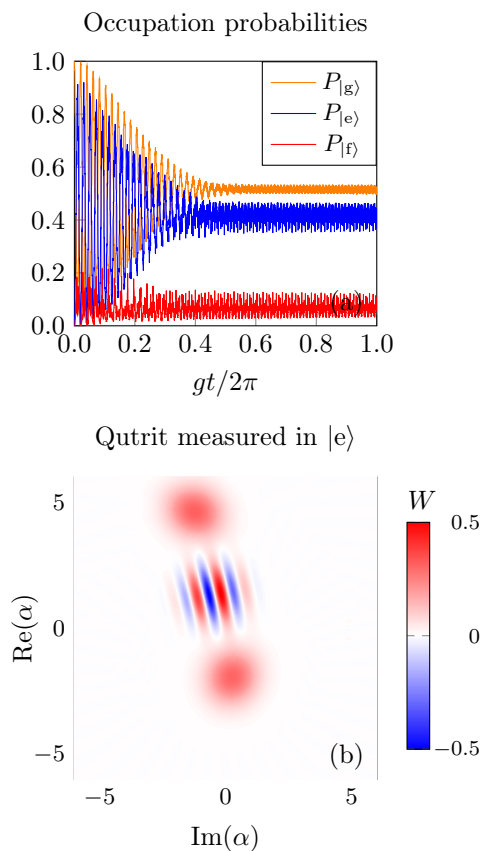 Occupation probabilities
1.0
0.8
0.6
0.4
0.2
0.0
P|g⟩
P|e⟩
P|f⟩
(a)
0.0 0.2 0.4 0.6 0.8 1.0
gt/2π
Qutrit measured in |e⟩
W
5
0
−5
Re(α)
0.5
0
−0.5
(b)
−5 0 5
Im(α)